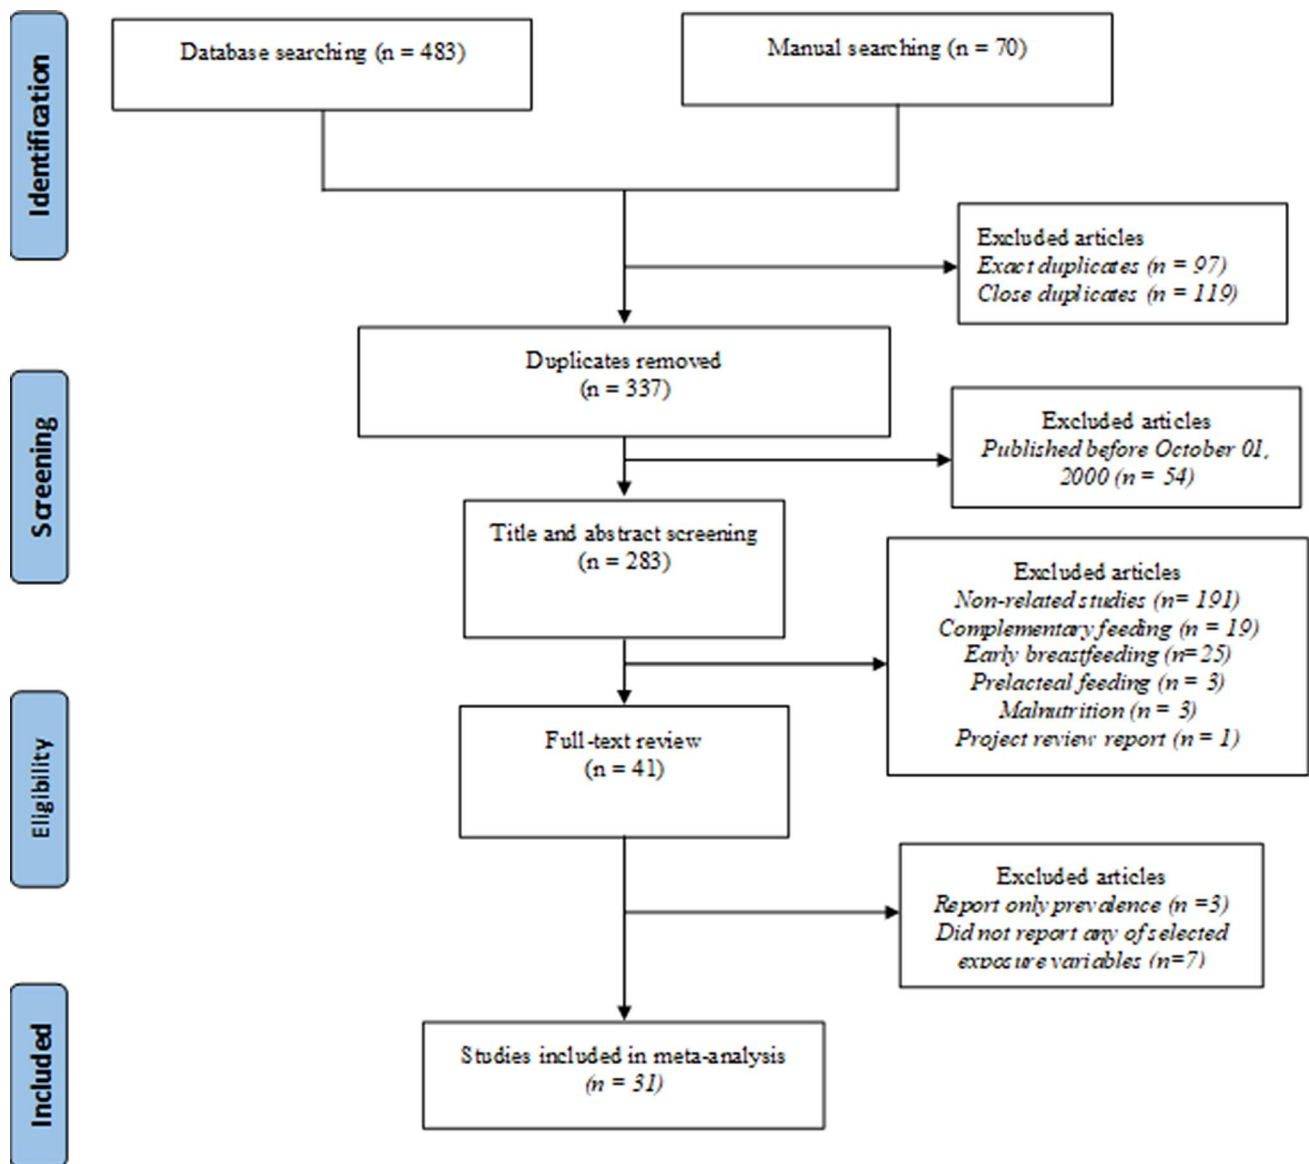 Identification
Database searching (n = 483)
Manual searching (n = 70)
Excluded articles
Exact duplicates (n = 97)
Close duplicates (n = 119)
Duplicates removed
(n = 337)
Screening
Excluded articles
Published before October 01,
2000 (n = 54)
Title and abstract screening
(n = 283)
Excluded articles
Non-related studies (n= 191)
Complementary feeding (n = 19)
Early breastfeeding (n=25)
Prelacteal feeding (n = 3)
Malnutrition (n = 3)
Project review report (n = 1)
Eligibility
Full-text review
(n = 41)
Excluded articles
Report only prevalence (n =3)
Did not report any of selected
exposure variables (n=7)
Included
Studies included in meta-analysis
(n = 31)